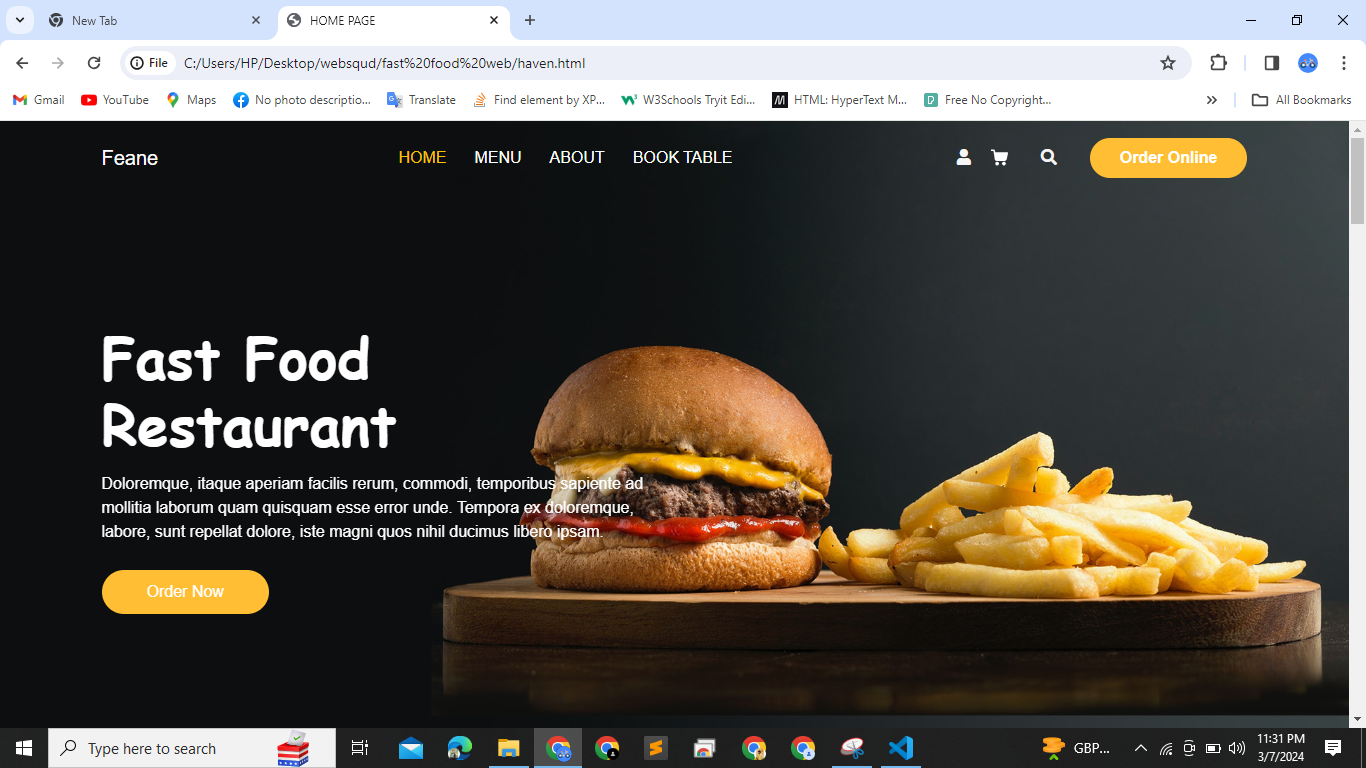 New Tab
HOME PAGE
File
C:/Users/HP/Desktop/websqud/fast%20food%20web/haven.html
Gmail
YouTube
Maps
No photo descriptio...
Translate
Find element by XP...
W3Schools Tryit Edi...
HTML: HyperText M...
Free No Copyright...
All Bookmarks
Feane
HOME
MENU
ABOUT
BOOK TABLE
Order Online
Fast Food
Restaurant
Doloremque, itaque aperiam facilis rerum, commodi, temporibus sapiente ad
mollitia laborum quam quisquam esse error unde. Tempora ex doloremque,
labore, sunt repellat dolore, iste magni quos nihil ducimus libero ipsam.
Order Now
Type here to search
GBP...
11:31 PM
3/7/2024